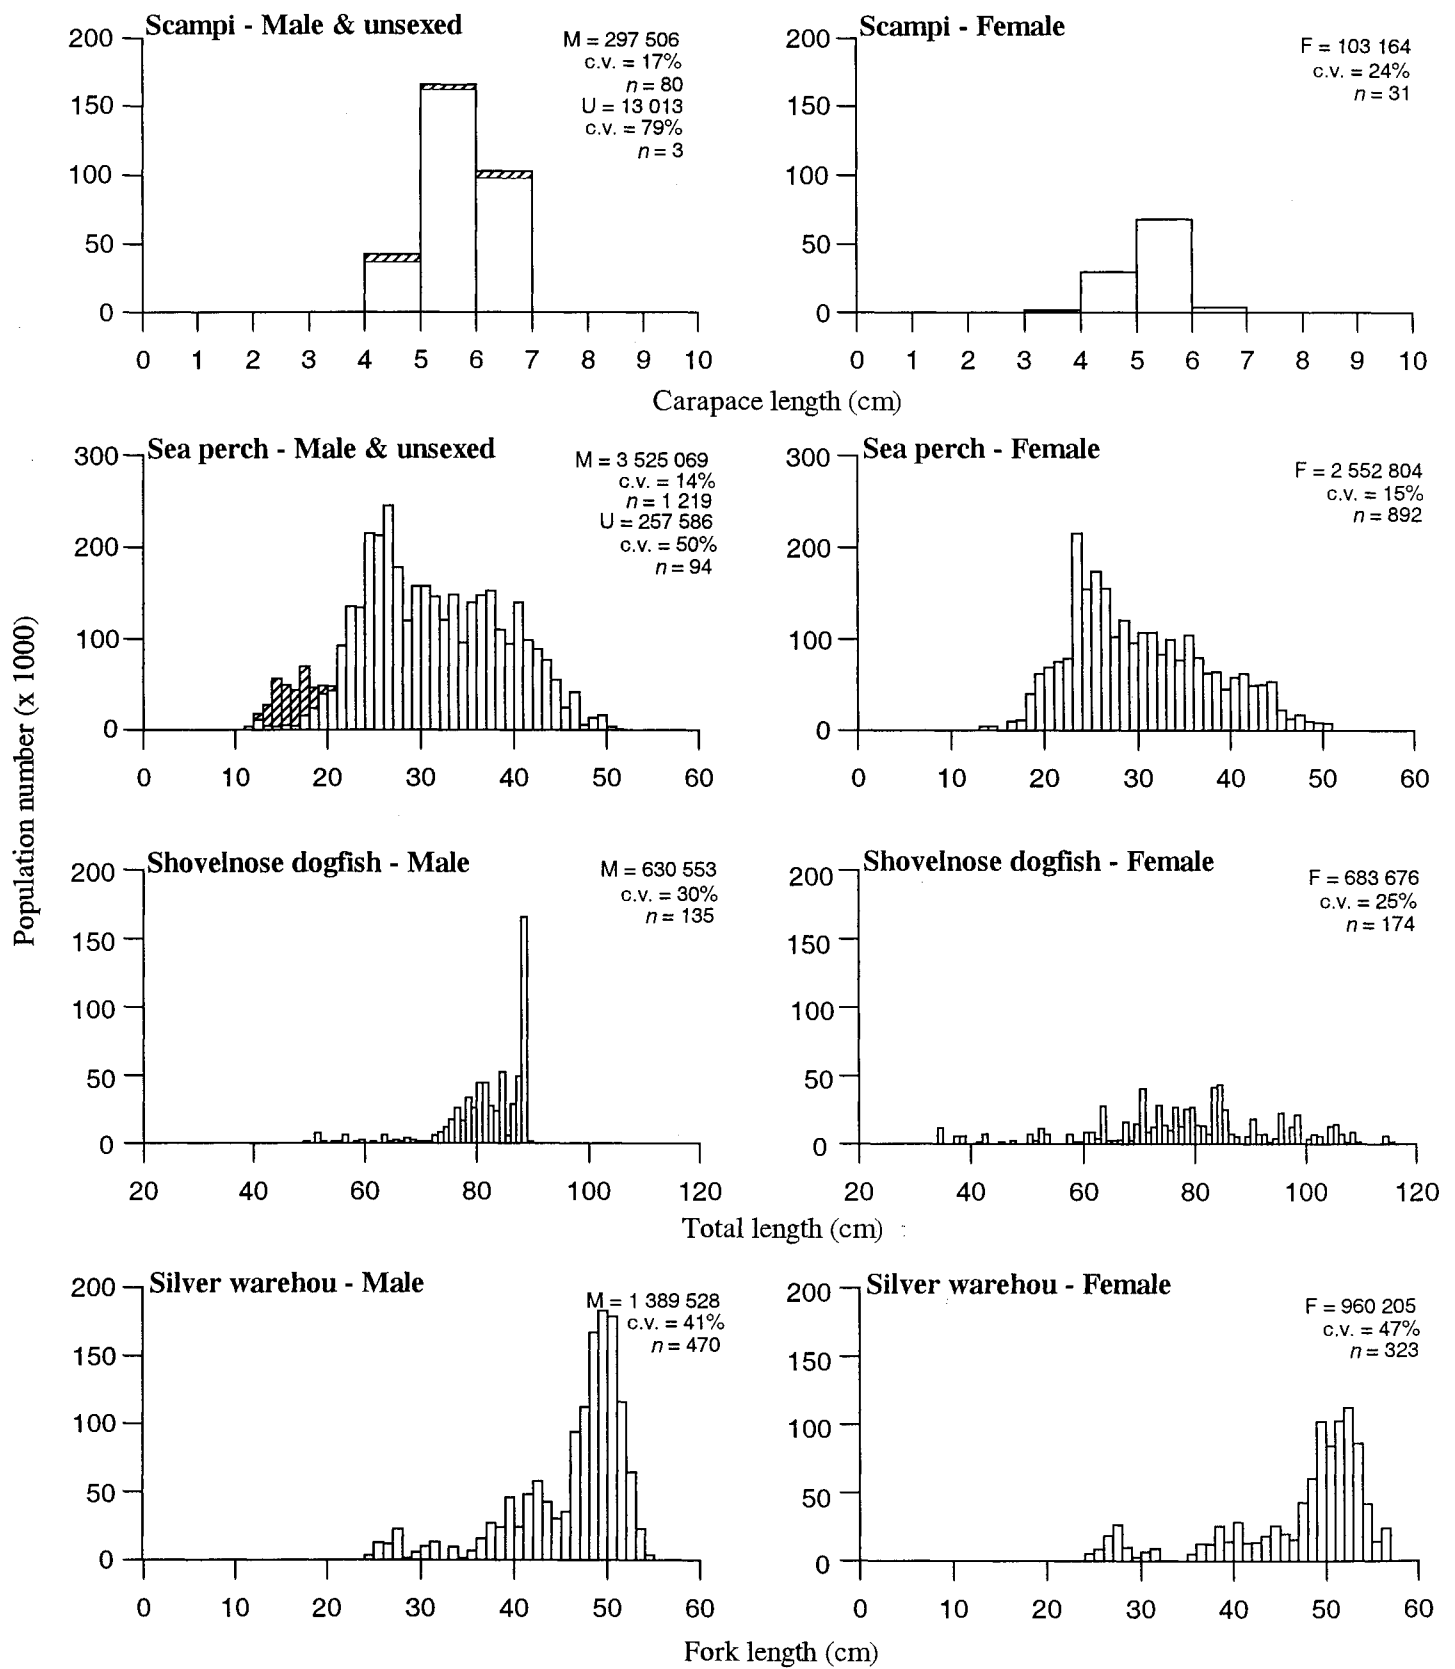 Scampi - Male & unsexed
M = 297 506
c.v. = 17%
n = 80
U = 13 013
c.v. = 79%
n = 3
200
150
100
50
0
0 1 2 3 4 5 6 7 8 9 10
Scampi - Female
F = 103 164
c.v. = 24%
n = 31
200
150
100
50
0
0 1 2 3 4 5 6 7 8 9 10
Carapace length (cm)
Sea perch - Male & unsexed
M = 3 525 069
c.v. = 14%
n = 1 219
U = 257 586
c.v. = 50%
n = 94
300
200
100
0
0 10 20 30 40 50 60
Sea perch - Female
F = 2 552 804
c.v. = 15%
n = 892
300
200
100
0
0 10 20 30 40 50 60
Population number (x 1000)
Shovelnose dogfish - Male
M = 630 553
c.v. = 30%
n = 135
200
150
100
50
0
20 40 60 80 100 120
Shovelnose dogfish - Female
F = 683 676
c.v. = 25%
n = 174
200
150
100
50
0
20 40 60 80 100 120
Total length (cm)
Silver warehou - Male
M = 1 389 528
c.v. = 41%
n = 470
200
150
100
50
0
0 10 20 30 40 50 60
Silver warehou - Female
F = 960 205
c.v. = 47%
n = 323
200
150
100
50
0
0 10 20 30 40 50 60
Fork length (cm)